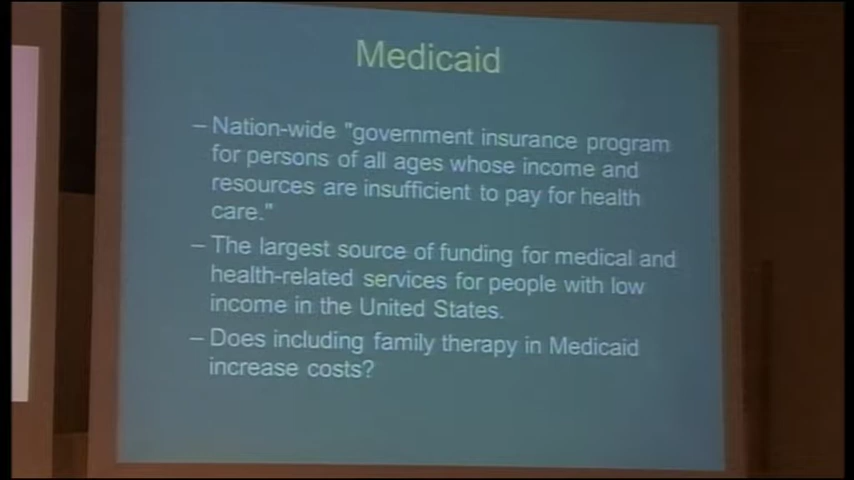 Medicaid
– Nation-wide "government insurance program
for persons of all ages whose income and
resources are insufficient to pay for health
care."
– The largest source of funding for medical and
health-related services for people with low
income in the United States.
– Does including family therapy in Medicaid
increase costs?